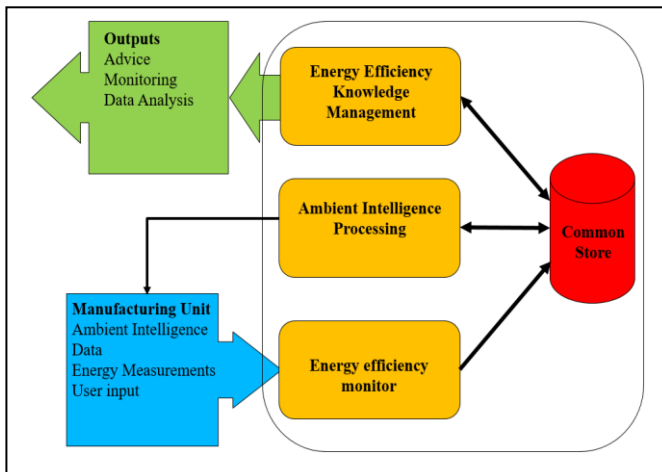 Outputs
Advice
Monitoring
Data Analysis
Energy Efficiency
Knowledge
Management
Ambient Intelligence
Processing
Common
Store
Manufacturing Unit
Ambient Intelligence
Data
Energy Measurements
User input
Energy efficiency
monitor